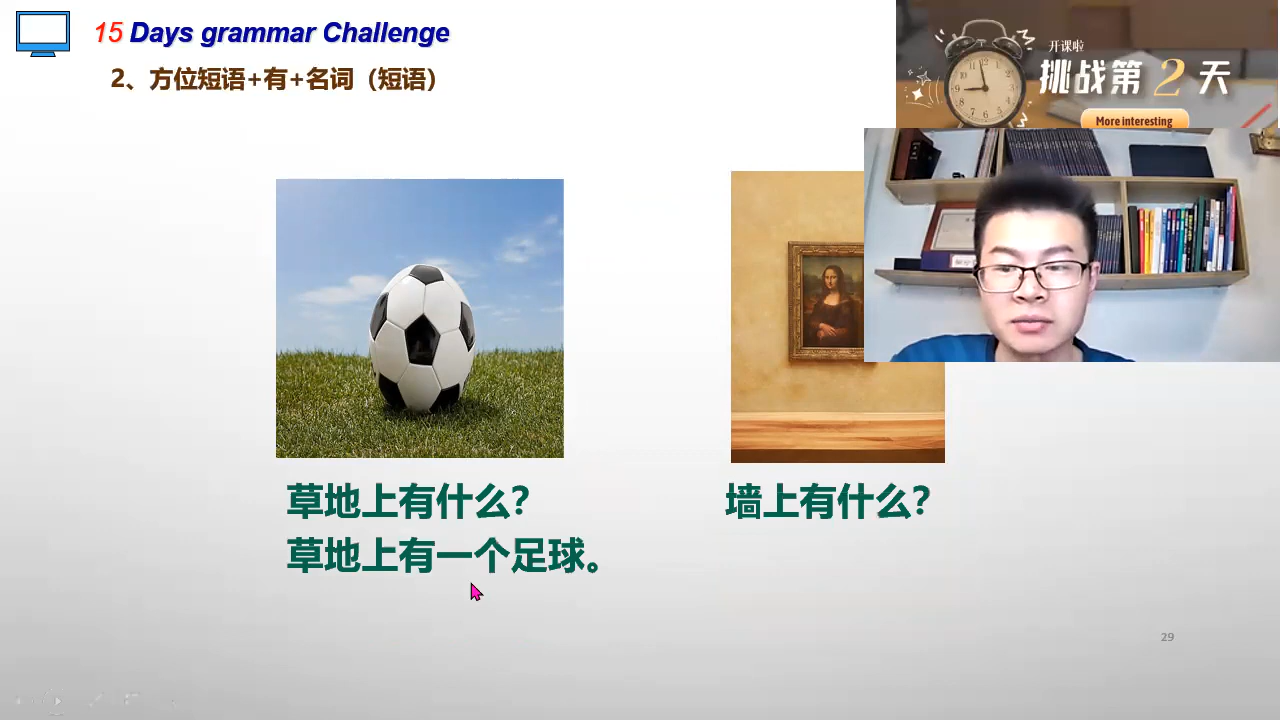 15 Days grammar Challenge
2、方位短语+有+名词（短语）
开课啦
挑战第2天
More interesting
草地上有什么？
草地上有一个足球。
墙上有什么？
29